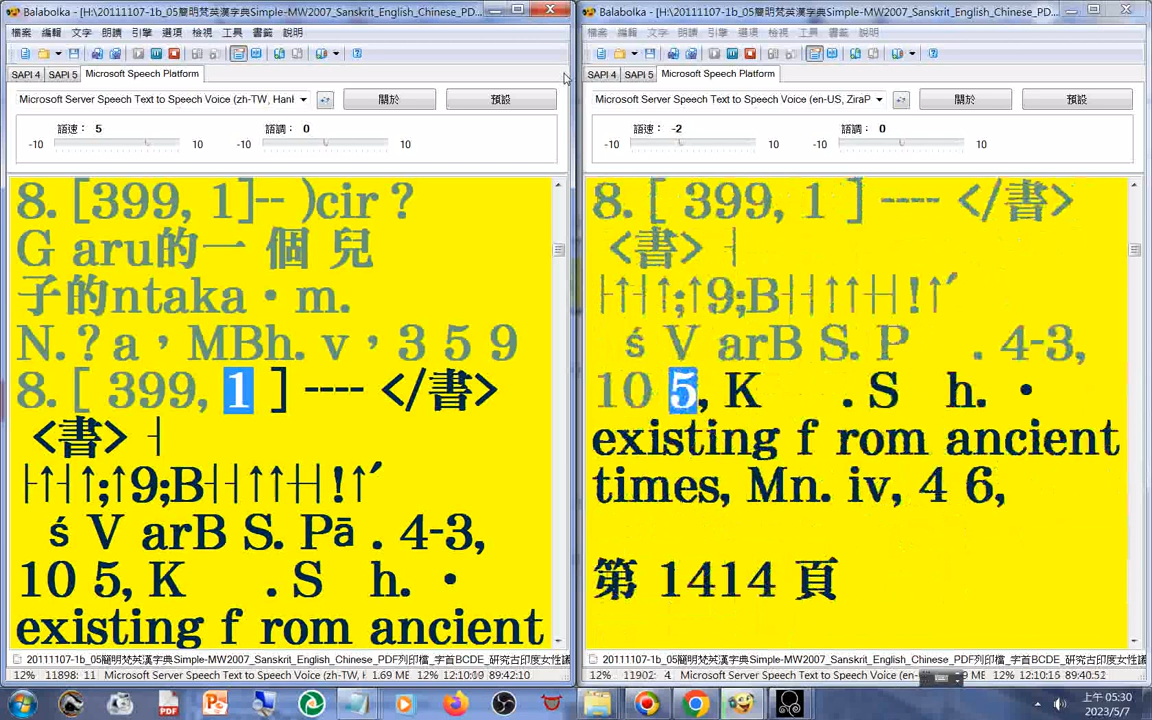 Balabolka - [H:\20111107-1b_05簡明梵英漢字典Simple-MW2007_Sanskrit_English_Chinese_PD...
檔案 編輯 文字 朗讀 引擎 選項 檢視 工具 書籤 說明
SAPI 4 SAPI 5 Microsoft Speech Platform
Microsoft Server Speech Text to Speech Voice (zh-TW, Hanl
關於 預設
語速: 5 語調: 0
-10 10 -10 10
8. [399, 1]-- )cir ?
G aru的一 個 兒
子的ntaka • m.
N. ? a , MBh. v , 3 5 9
8. [ 399, 1 ] ---- </書>
<書> ┤
├↑┤↑;↑9;B┤┤↑↑┼┤!↑′
ś V arB S. Pā . 4-3,
10 5, K . S h. •
existing f rom ancient
20111107-1b_05簡明梵英漢字典Simple-MW2007_Sanskrit_English_Chinese_PDF列印檔_字首BCDE_研究古印度女性議
12% 11898: 11 Microsoft Server Speech Text to Speech Voice (zh-TW, H 1.69 MB 12% 12:10:59 89:42:10
Balabolka - [H:\20111107-1b_05簡明梵英漢字典Simple-MW2007_Sanskrit_English_Chinese_PD...
檔案 編輯 文字 朗讀 引擎 選項 檢視 工具 書籤 說明
SAPI 4 SAPI 5 Microsoft Speech Platform
Microsoft Server Speech Text to Speech Voice (en-US, ZiraP
關於 預設
語速: -2 語調: 0
-10 10 -10 10
8. [ 399, 1 ] ---- </書>
<書> ┤
├↑┤↑;↑9;B┤┤↑↑┼┤!↑′
ś V arB S. P . 4-3,
10 5, K . S h. •
existing f rom ancient
times, Mn. iv, 4 6,
第 1414 頁
20111107-1b_05簡明梵英漢字典Simple-MW2007_Sanskrit_English_Chinese_PDF列印檔_字首BCDE_研究古印度女性議
12% 11902: 4 Microsoft Server Speech Text to Speech Voice 12% 12:10:16 89:40:52
上午 05:30
2023/5/7